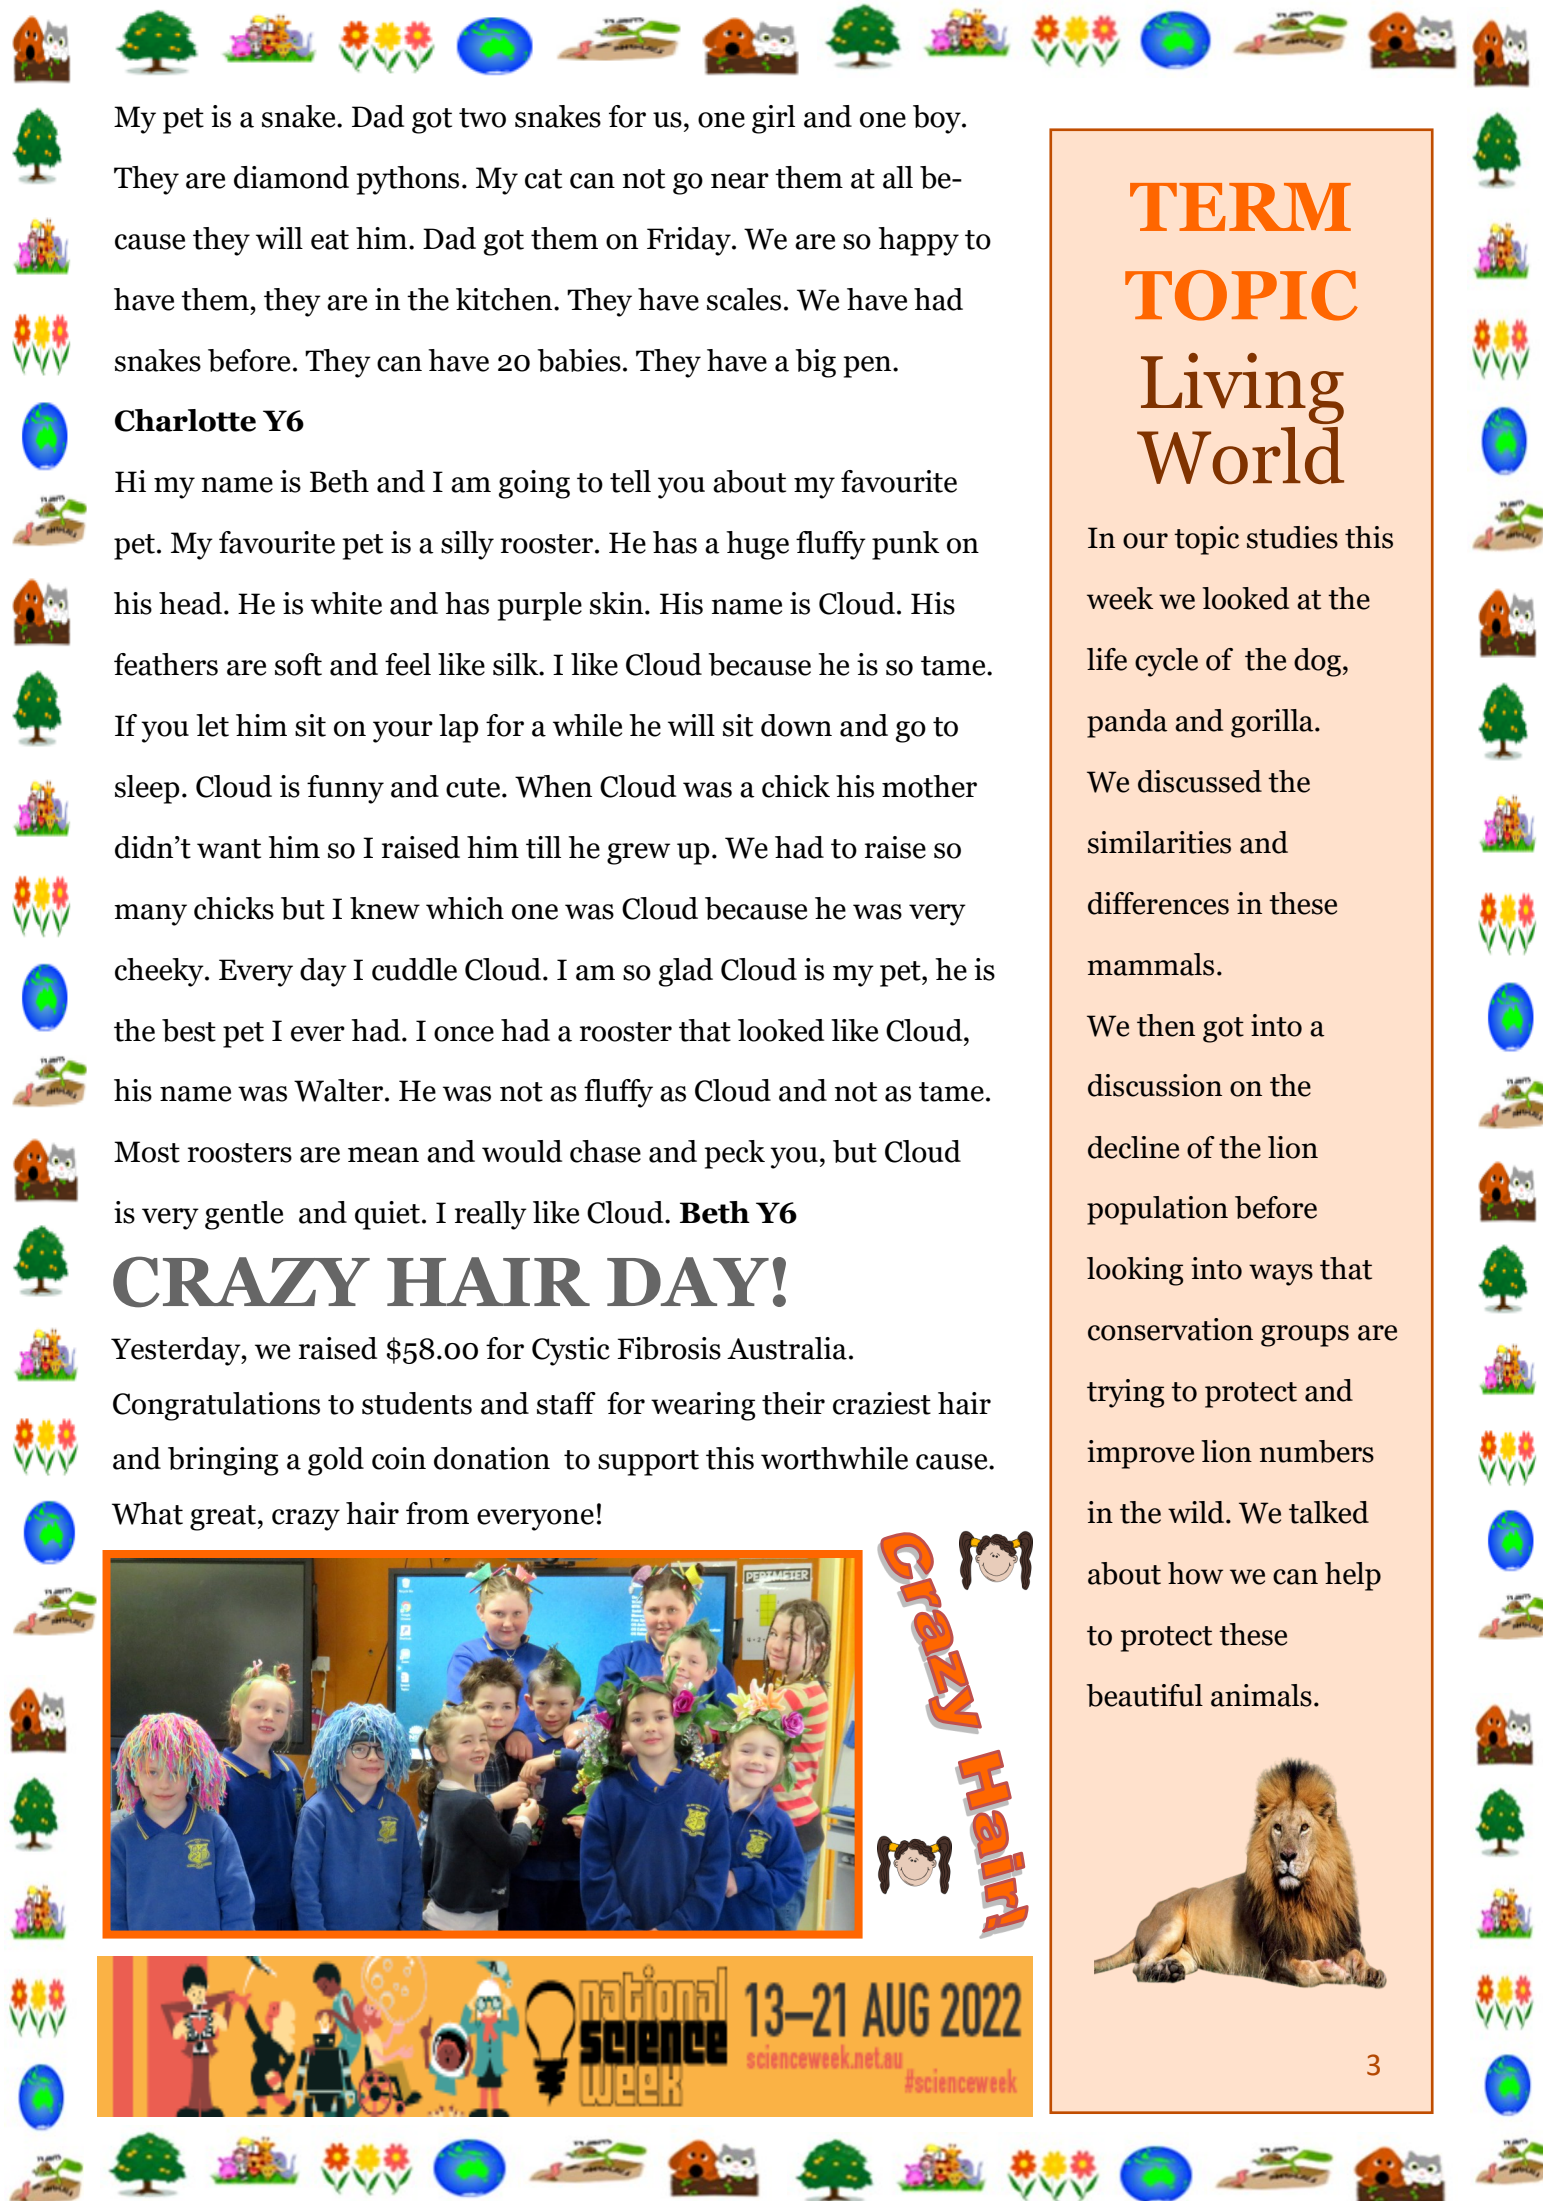 My pet is a snake. Dad got two snakes for us, one girl and one boy.
They are diamond pythons. My cat can not go near them at all be-
cause they will eat him. Dad got them on Friday. We are so happy to
have them, they are in the kitchen. They have scales. We have had
snakes before. They can have 20 babies. They have a big pen.
Charlotte Y6
Hi my name is Beth and I am going to tell you about my favourite
pet. My favourite pet is a silly rooster. He has a huge fluffy punk on
his head. He is white and has purple skin. His name is Cloud. His
feathers are soft and feel like silk. I like Cloud because he is so tame.
If you let him sit on your lap for a while he will sit down and go to
sleep. Cloud is funny and cute. When Cloud was a chick his mother
didn't want him so I raised him till he grew up. We had to raise so
many chicks but I knew which one was Cloud because he was very
cheeky. Every day I cuddle Cloud. I am so glad Cloud is my pet, he is
the best pet I ever had. I once had a rooster that looked like Cloud,
his name was Walter. He was not as fluffy as Cloud and not as tame.
Most roosters are mean and would chase and peck you, but Cloud
is very gentle and quiet. I really like Cloud. Beth Y6
CRAZY HAIR DAY!
Yesterday, we raised $58.00 for Cystic Fibrosis Australia.
Congratulations to students and staff for wearing their craziest hair
and bringing a gold coin donation to support this worthwhile cause.
What great, crazy hair from everyone!
PERIMETER
Crazy Hair!
national
science
week
13–21 AUG 2022
scienceweek.net.au
#scienceweek
TERM
TOPIC
Living
World
In our topic studies this
week we looked at the
life cycle of the dog,
panda and gorilla.
We discussed the
similarities and
differences in these
mammals.
We then got into a
discussion on the
decline of the lion
population before
looking into ways that
conservation groups are
trying to protect and
improve lion numbers
in the wild. We talked
about how we can help
to protect these
beautiful animals.
3